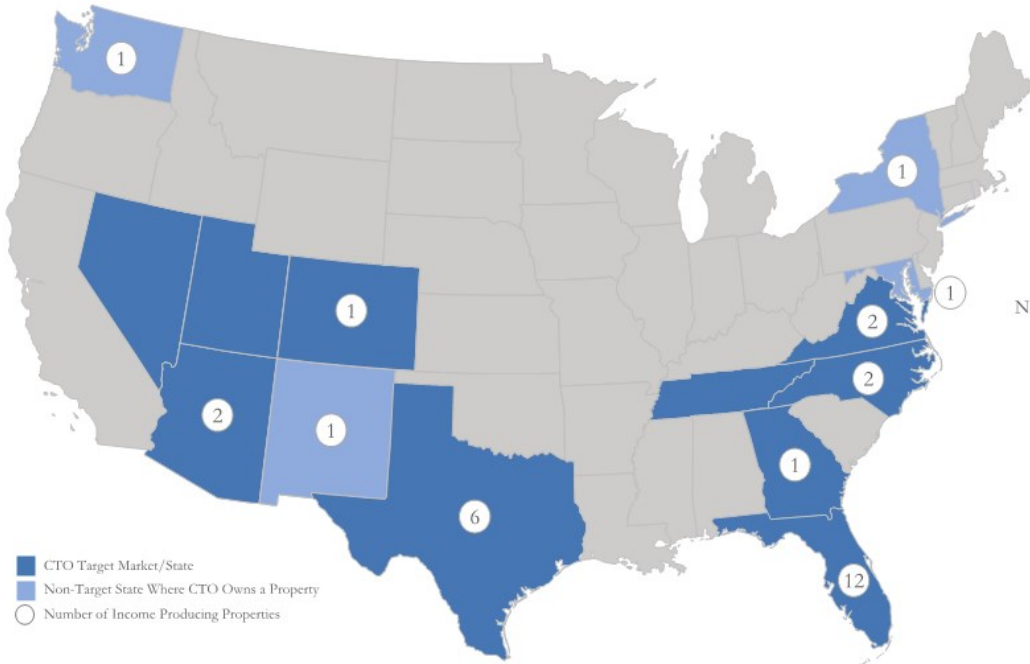 1
1
1
1
N
2
2
2
1
1
6
12
CTO Target Market/State
Non-Target State Where CTO Owns a Property
Number of Income Producing Properties